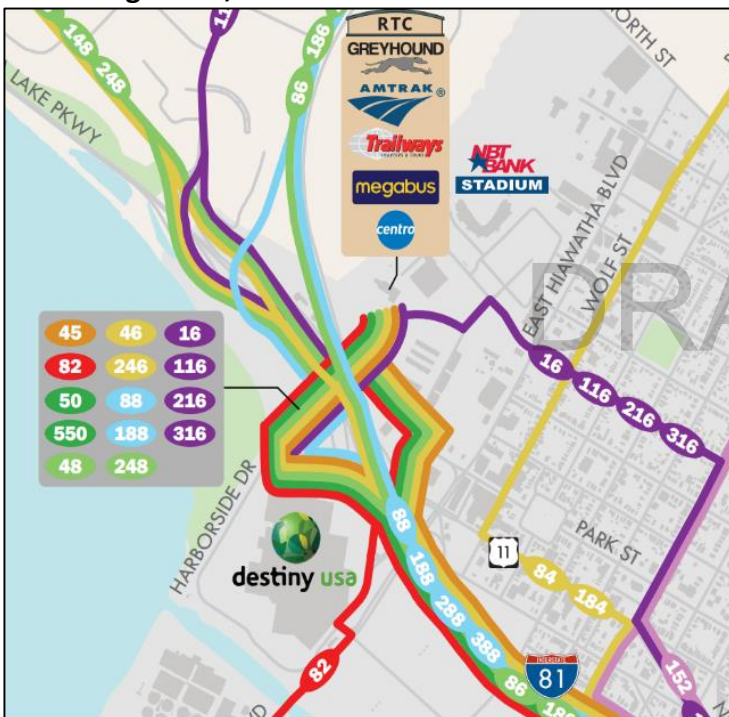 148
248
11
86
186
RTC
GREYHOUND
AMTRAK®
Trailways
megabus
centro
NBT
BANK
STADIUM
NORTH ST
LAKE PKWY
EAST HIAWATHA BLVD
WOLF ST
DRA
45 46 16
82 246 116
50 88 216
550 188 316
48 248
16
116
216
316
HARBORSIDE DR
destiny usa
88
188
288
388
86
PARK ST
11
84
184
82
INTERSTATE
81
152